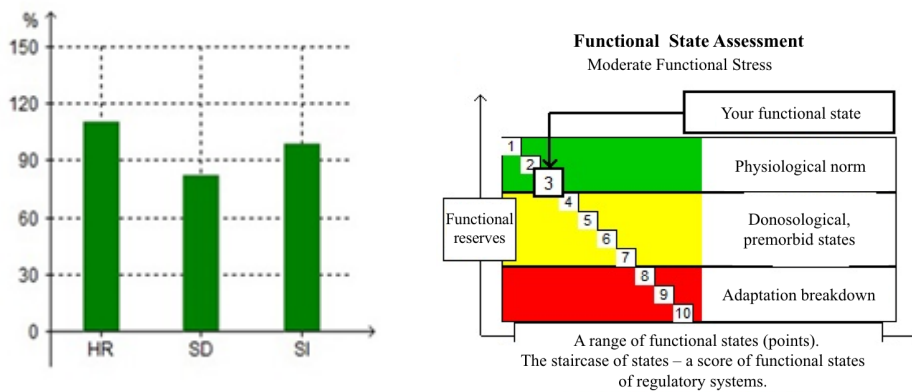 %
150
120
90
60
30
0
HR SD SI
Functional State Assessment
Moderate Functional Stress
Your functional state
1
2
3
4
5
6
7
8
9
10
Physiological norm
Functional
reserves
Donosological,
premorbid states
Adaptation breakdown
A range of functional states (points).
The staircase of states – a score of functional states
of regulatory systems.